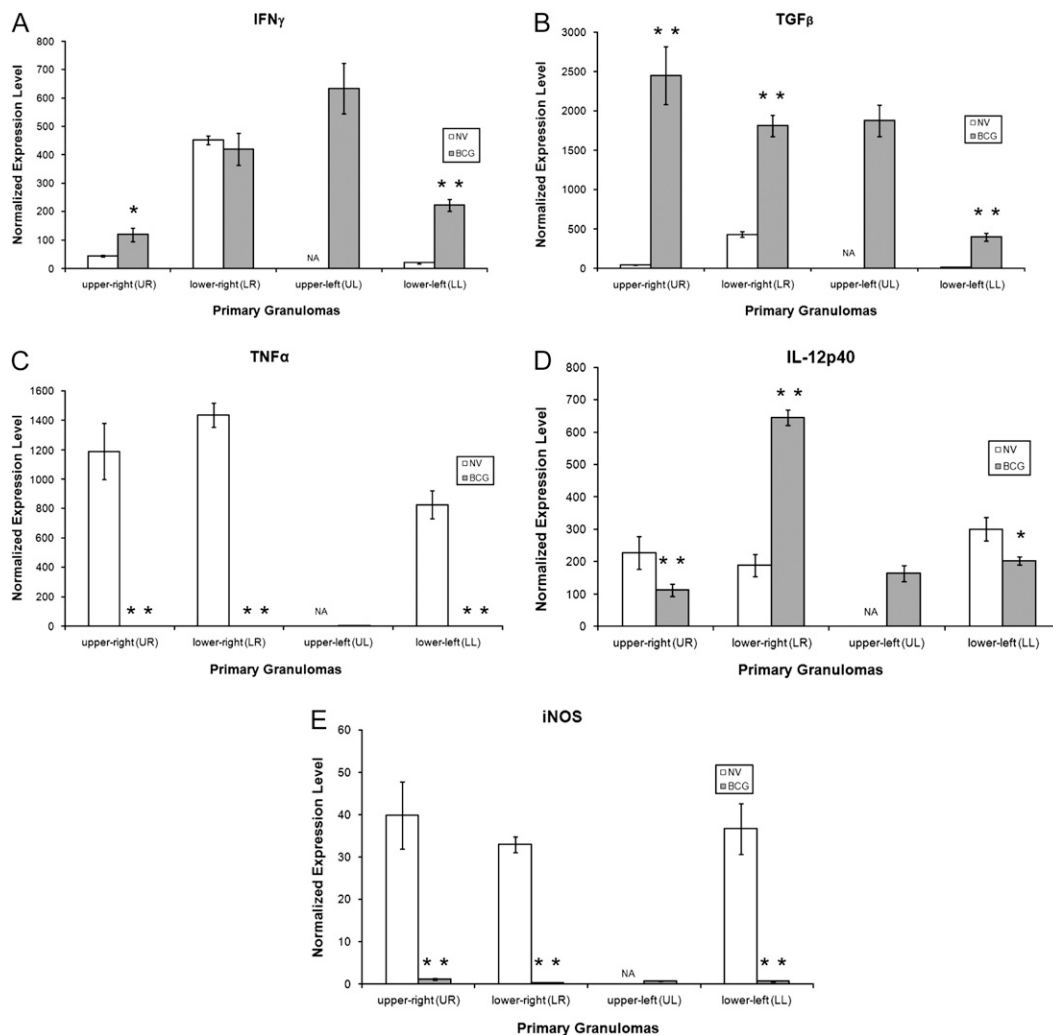 A
IFNγ
Normalized Expression Level
800
700
600
500
400
300
200
100
0
*
NA
* *
NV
BCG
upper-right (UR) lower-right (LR) upper-left (UL) lower-left (LL)
Primary Granulomas
B
TGFβ
Normalized Expression Level
3000
2500
2000
1500
1000
500
0
* *
* *
NA
* *
NV
BCG
upper-right (UR) lower-right (LR) upper-left (UL) lower-left (LL)
Primary Granulomas
C
TNFα
Normalized Expression Level
1600
1400
1200
1000
800
600
400
200
0
* *
* *
NA
* *
NV
BCG
upper-right (UR) lower-right (LR) upper-left (UL) lower-left (LL)
Primary Granulomas
D
IL-12p40
Normalized Expression Level
800
700
600
500
400
300
200
100
0
* *
* *
NA
*
NV
BCG
upper-right (UR) lower-right (LR) upper-left (UL) lower-left (LL)
Primary Granulomas
E
iNOS
Normalized Expression Level
60
50
40
30
20
10
0
* *
* *
NA
* *
NV
BCG
upper-right (UR) lower-right (LR) upper-left (UL) lower-left (LL)
Primary Granulomas